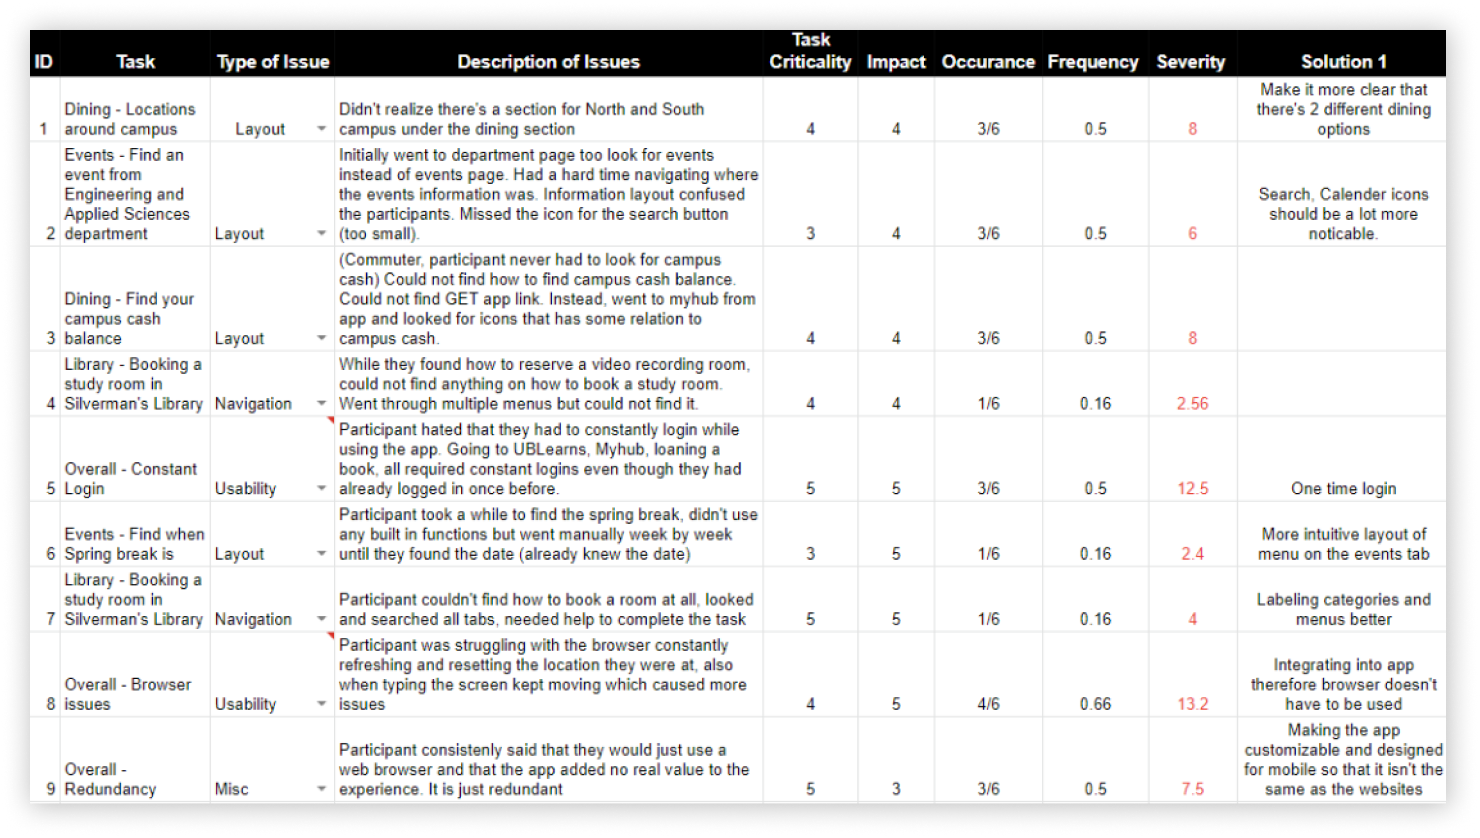 ID Task Type of Issue Description of Issues Task Criticality Impact Occurance Frequency Severity Solution 1
1
Dining - Locations
around campus
Layout
Didn't realize there's a section for North and South
campus under the dining section
4 4 3/6 0.5 8
Make it more clear that
there's 2 different dining
options
2
Events - Find an
event from
Engineering and
Applied Sciences
department
Layout
Initially went to department page too look for events
instead of events page. Had a hard time navigating where
the events information was. Information layout confused
the participants. Missed the icon for the search button
(too small).
3 4 3/6 0.5 6
Search, Calender icons
should be a lot more
noticable.
3
Dining - Find your
campus cash
balance
Layout
(Commuter, participant never had to look for campus
cash) Could not find how to find campus cash balance.
Could not find GET app link. Instead, went to myhub from
app and looked for icons that has some relation to
campus cash.
4 4 3/6 0.5 8
4
Library - Booking a
study room in
Silverman's Library
Navigation
While they found how to reserve a video recording room,
could not find anything on how to book a study room.
Went through multiple menus but could not find it.
4 4 1/6 0.16 2.56
5
Overall - Constant
Login
Usability
Participant hated that they had to constantly login while
using the app. Going to UBLearns, Myhub, loaning a
book, all required constant logins even though they had
already logged in once before.
5 5 3/6 0.5 12.5
One time login
6
Events - Find when
Spring break is
Layout
Participant took a while to find the spring break, didn't use
any built in functions but went manually week by week
until they found the date (already knew the date)
3 5 1/6 0.16 2.4
More intuitive layout of
menu on the events tab
7
Library - Booking a
study room in
Silverman's Library
Navigation
Participant couldn't find how to book a room at all, looked
and searched all tabs, needed help to complete the task
5 5 1/6 0.16 4
Labeling categories and
menus better
8
Overall - Browser
issues
Usability
Participant was struggling with the browser constantly
refreshing and resetting the location they were at, also
when typing the screen kept moving which caused more
issues
4 5 4/6 0.66 13.2
Integrating into app
therefore browser doesn't
have to be used
9
Overall -
Redundancy
Misc
Participant consistenly said that they would just use a
web browser and that the app added no real value to the
experience. It is just redundant
5 3 3/6 0.5 7.5
Making the app
customizable and designed
for mobile so that it isn't the
same as the websites